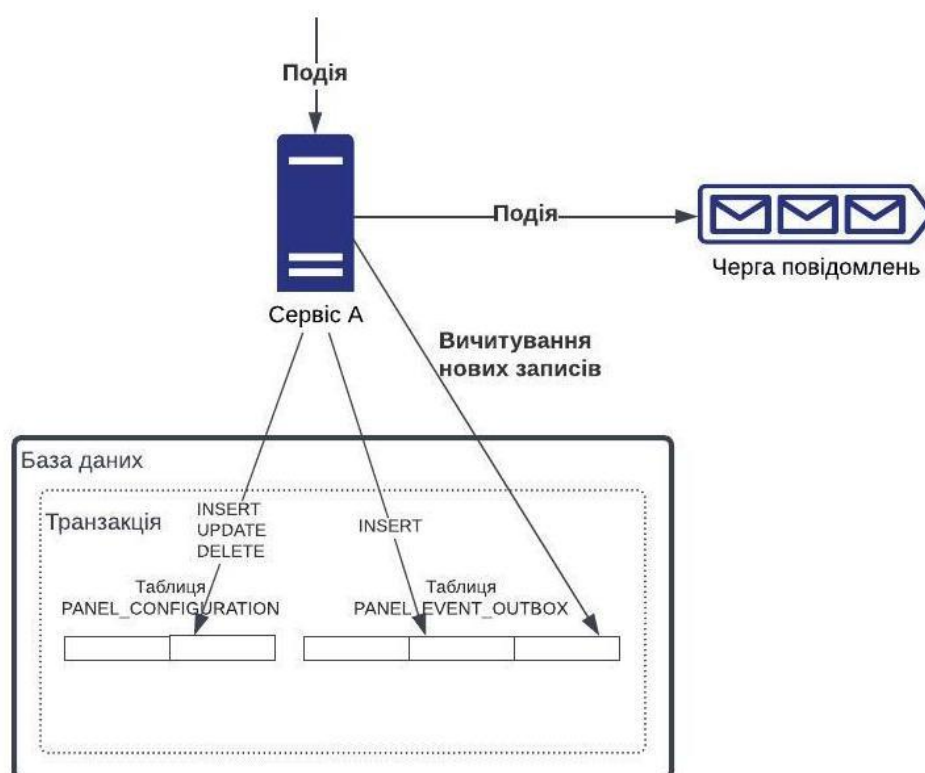 Подія
Подія
Черга повідомлень
Сервіс A
Вичитування
нових записів
База даних
Транзакція
INSERT
UPDATE
DELETE
INSERT
Таблиця
PANEL_CONFIGURATION
Таблиця
PANEL_EVENT_OUTBOX